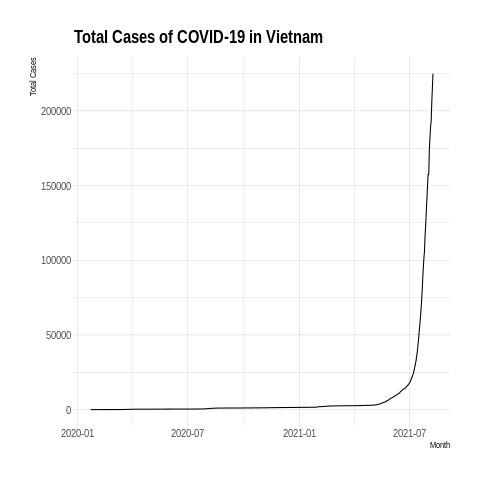 Total Cases of COVID-19 in Vietnam
Total Cases
200000
150000
100000
50000
0
2020-01 2020-07 2021-01 2021-07
Month